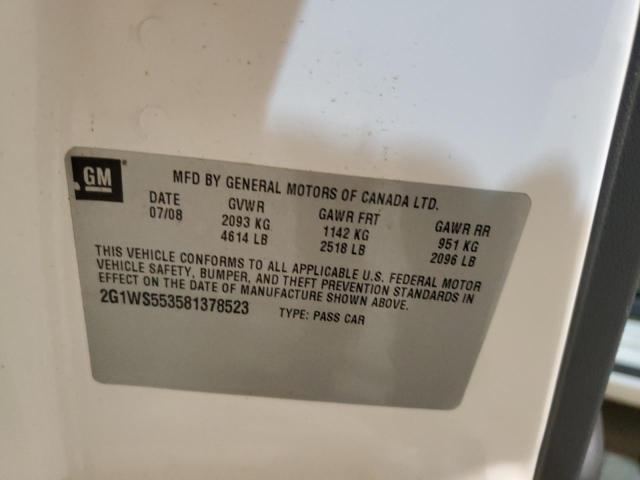 GM
MFD BY GENERAL MOTORS OF CANADA LTD.
DATE GVWR GAWR FRT GAWR RR
07/08 2093 KG 1142 KG 951 KG
4614 LB 2518 LB 2096 LB
THIS VEHICLE CONFORMS TO ALL APPLICABLE U.S. FEDERAL MOTOR
VEHICLE SAFETY, BUMPER, AND THEFT PREVENTION STANDARDS IN
EFFECT ON THE DATE OF MANUFACTURE SHOWN ABOVE.
2G1WS553581378523 TYPE: PASS CAR